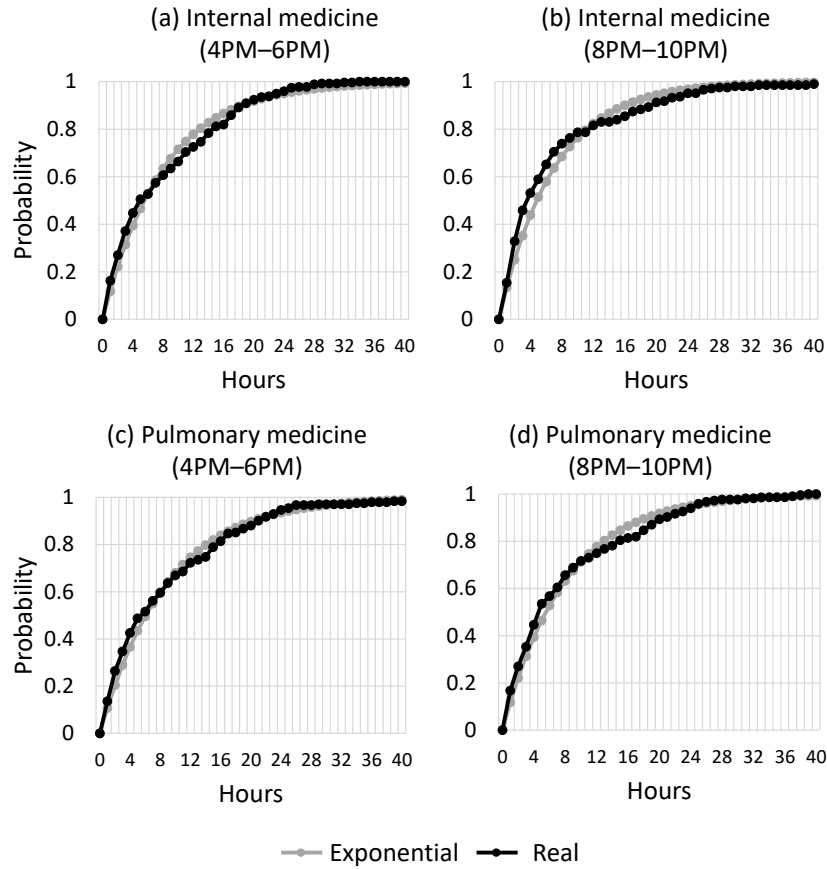 (a) Internal medicine
(4PM–6PM)
(b) Internal medicine
(8PM–10PM)
Probability
1
0.8
0.6
0.4
0.2
0
0 4 8 12 16 20 24 28 32 36 40
Hours
1
0.8
0.6
0.4
0.2
0
0 4 8 12 16 20 24 28 32 36 40
Hours
(c) Pulmonary medicine
(4PM–6PM)
(d) Pulmonary medicine
(8PM–10PM)
Probability
1
0.8
0.6
0.4
0.2
0
0 4 8 12 16 20 24 28 32 36 40
Hours
1
0.8
0.6
0.4
0.2
0
0 4 8 12 16 20 24 28 32 36 40
Hours
Exponential Real